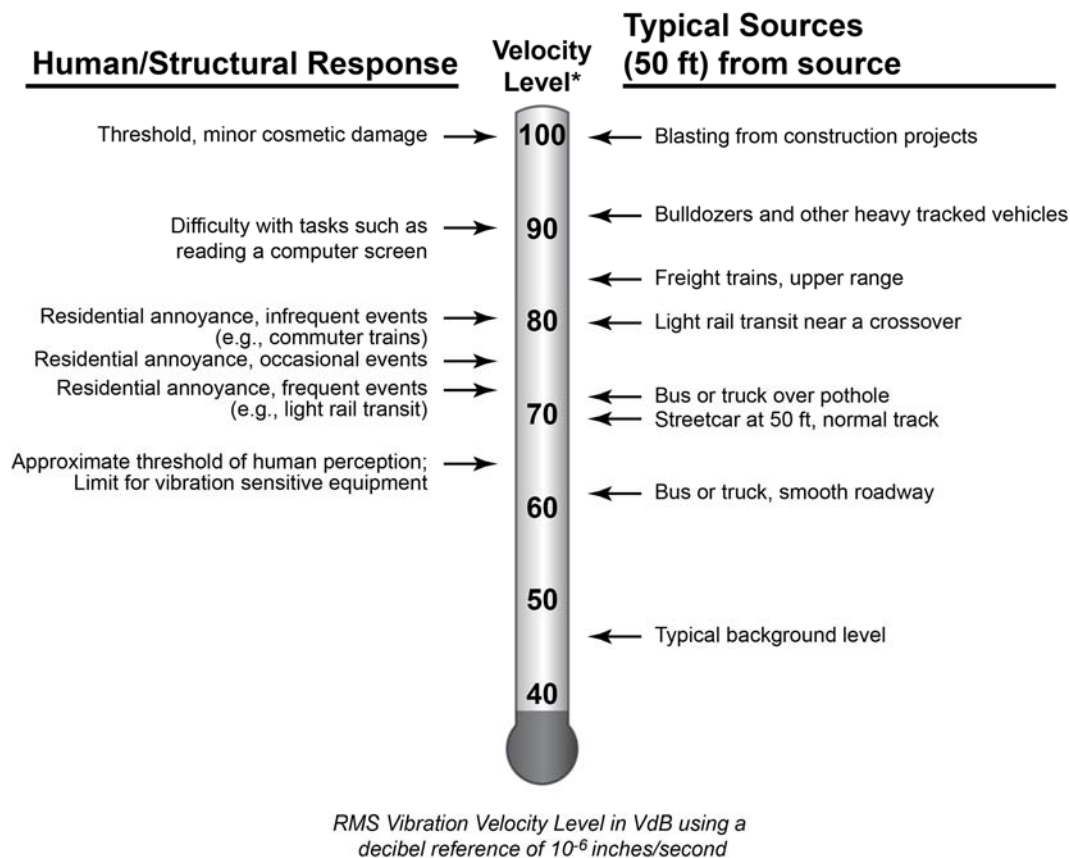 Human/Structural Response
Velocity
Level*
Typical Sources
(50 ft) from source
Threshold, minor cosmetic damage
100
Blasting from construction projects
Bulldozers and other heavy tracked vehicles
Difficulty with tasks such as
reading a computer screen
90
Freight trains, upper range
Residential annoyance, infrequent events
(e.g., commuter trains)
80
Light rail transit near a crossover
Residential annoyance, occasional events
Residential annoyance, frequent events
(e.g., light rail transit)
Bus or truck over pothole
70
Streetcar at 50 ft, normal track
Approximate threshold of human perception;
Limit for vibration sensitive equipment
Bus or truck, smooth roadway
60
50
Typical background level
40
RMS Vibration Velocity Level in VdB using a
decibel reference of 10⁻⁶ inches/second